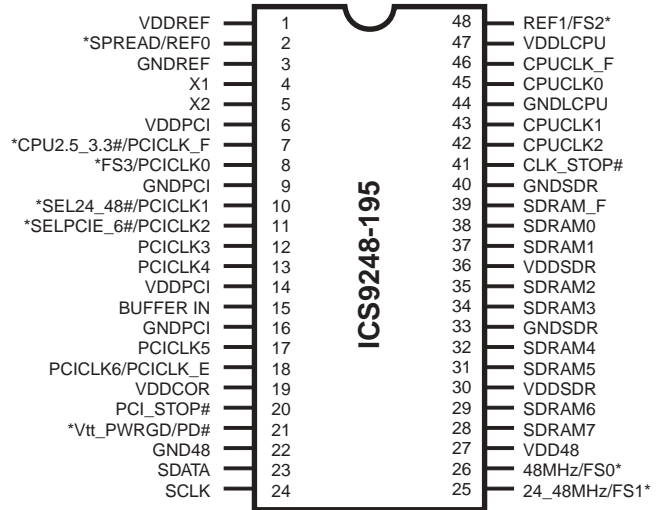 VDDREF 1 48 REF1/FS2*
*SPREAD/REF0 2 47 VDDLCPU
GNDREF 3 46 CPUCLK_F
X1 4 45 CPUCLK0
X2 5 44 GNDLCPU
VDDPCI 6 43 CPUCLK1
*CPU2.5_3.3#/PCICLK_F 7 42 CPUCLK2
*FS3/PCICLK0 8 41 CLK_STOP#
GNDPCI 9 40 GNDSDR
*SEL24_48#/PCICLK1 10 39 SDRAM_F
*SELPCIE_6#/PCICLK2 11 38 SDRAM0
PCICLK3 12 37 SDRAM1
PCICLK4 13 36 VDDSDR
VDDPCI 14 35 SDRAM2
BUFFER IN 15 34 SDRAM3
GNDPCI 16 33 GNDSDR
PCICLK5 17 32 SDRAM4
PCICLK6/PCICLK_E 18 31 SDRAM5
VDDCOR 19 30 VDDSDR
PCI_STOP# 20 29 SDRAM6
*Vtt_PWRGD/PD# 21 28 SDRAM7
GND48 22 27 VDD48
SDATA 23 26 48MHz/FS0*
SCLK 24 25 24_48MHz/FS1*
ICS9248-195